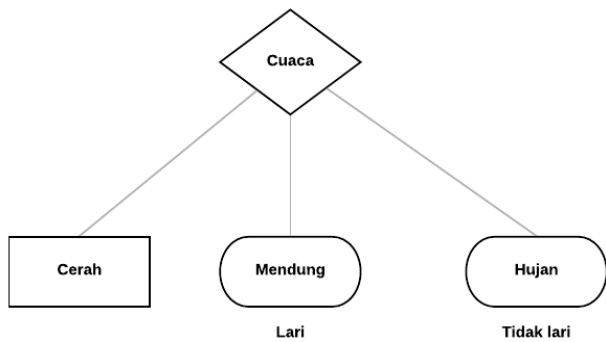 Cuaca
Cerah
Mendung
Hujan
Lari
Tidak lari